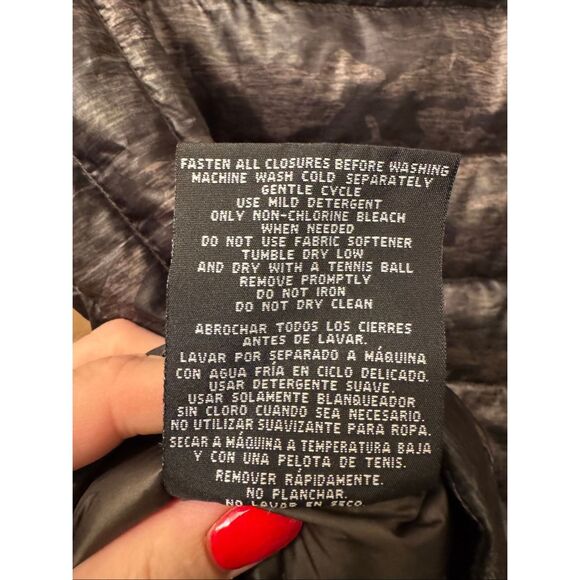 FASTEN ALL CLOSURES BEFORE WASHING
MACHINE WASH COLD SEPARATELY
GENTLE CYCLE
USE MILD DETERGENT
ONLY NON-CHLORINE BLEACH
WHEN NEEDED
DO NOT USE FABRIC SOFTENER
TUMBLE DRY LOW
AND DRY WITH A TENNIS BALL
REMOVE PROMPTLY
DO NOT IRON
DO NOT DRY CLEAN
ABROCHAR TODOS LOS CIERRES
ANTES DE LAVAR.
LAVAR POR SEPARADO A MÁQUINA
CON AGUA FRÍA EN CICLO DELICADO.
USAR DETERGENTE SUAVE.
USAR SOLAMENTE BLANQUEADOR
SIN CLORO CUANDO SEA NECESARIO.
NO UTILIZAR SUAVIZANTE PARA ROPA.
SECAR A MÁQUINA A TEMPERATURA BAJA
Y CON UNA PELOTA DE TENIS.
REMOVER RÁPIDAMENTE.
NO PLANCHAR.
NO LAVAR EN SECO